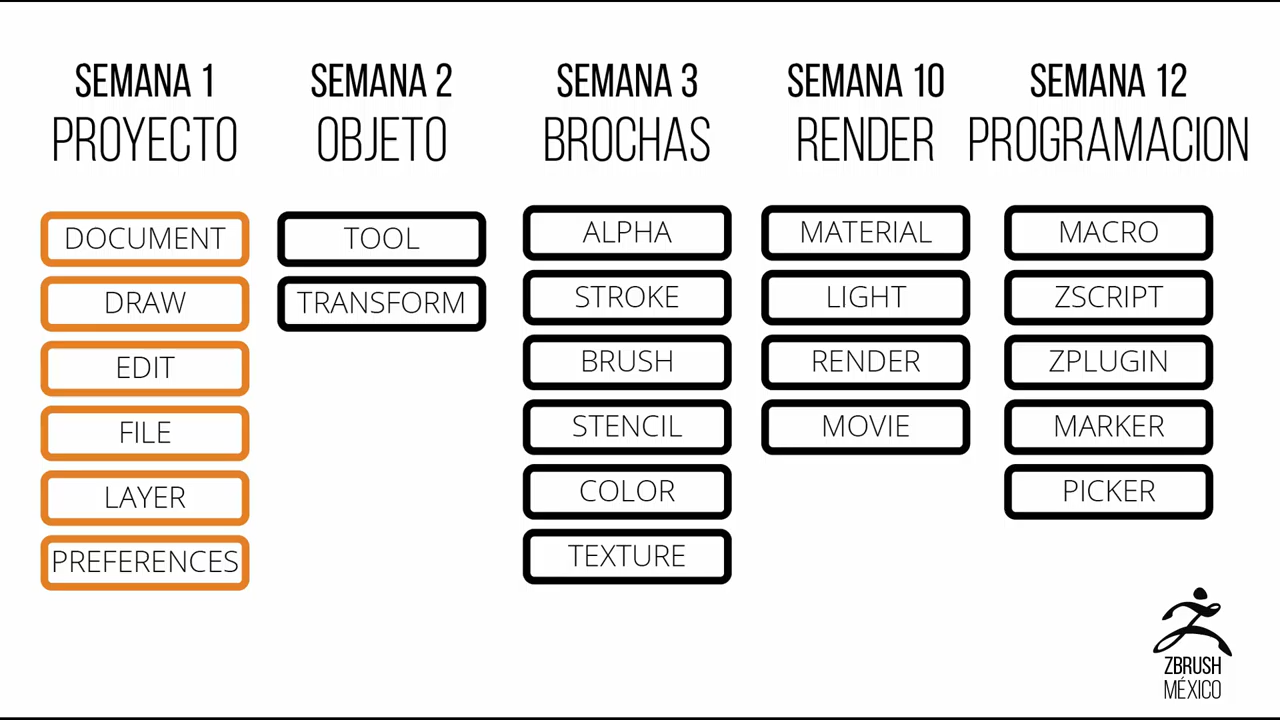 SEMANA 1
PROYECTO
DOCUMENT
DRAW
EDIT
FILE
LAYER
PREFERENCES
SEMANA 2
OBJETO
TOOL
TRANSFORM
SEMANA 3
BROCHAS
ALPHA
STROKE
BRUSH
STENCIL
COLOR
TEXTURE
SEMANA 10
RENDER
MATERIAL
LIGHT
RENDER
MOVIE
SEMANA 12
PROGRAMACION
MACRO
ZSCRIPT
ZPLUGIN
MARKER
PICKER
ZBRUSH
MÉXICO